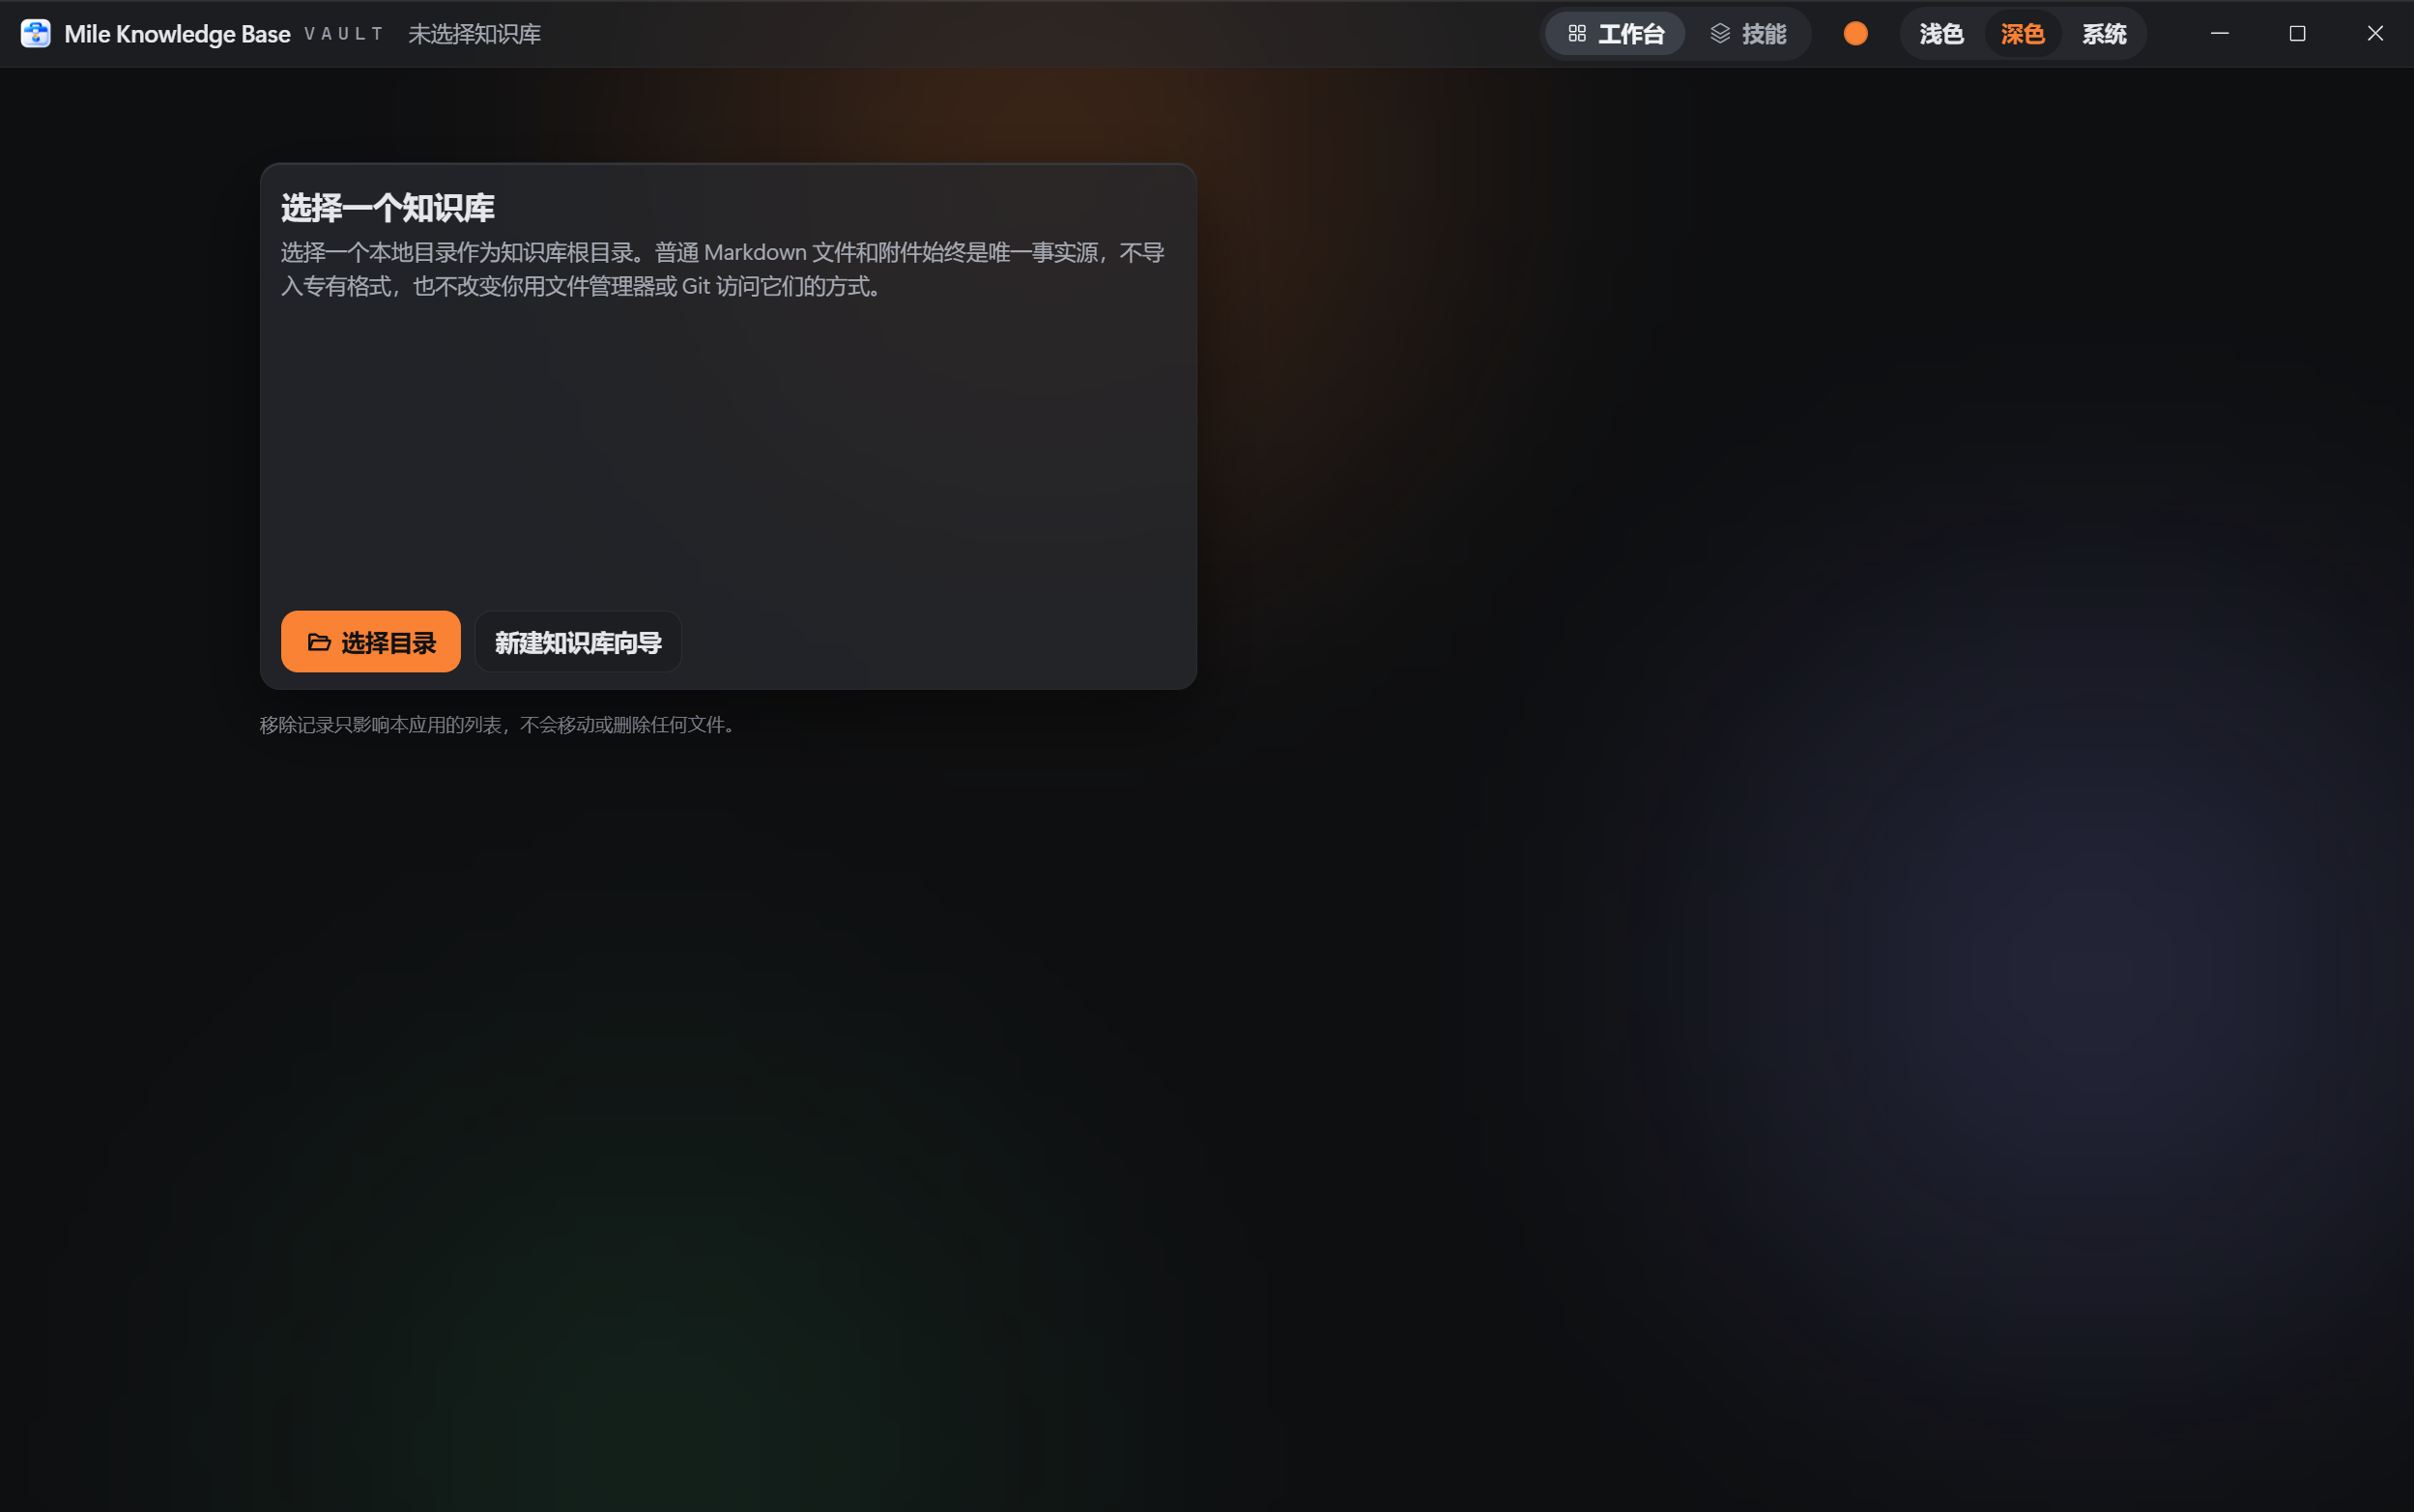 Mile Knowledge Base VAULT 未选择知识库 工作台 技能 浅色 深色 系统
选择一个知识库
选择一个本地目录作为知识库根目录。普通 Markdown 文件和附件始终是唯一事实源，不导
入专有格式，也不改变你用文件管理器或 Git 访问它们的方式。
选择目录 新建知识库向导
移除记录只影响本应用的列表，不会移动或删除任何文件。